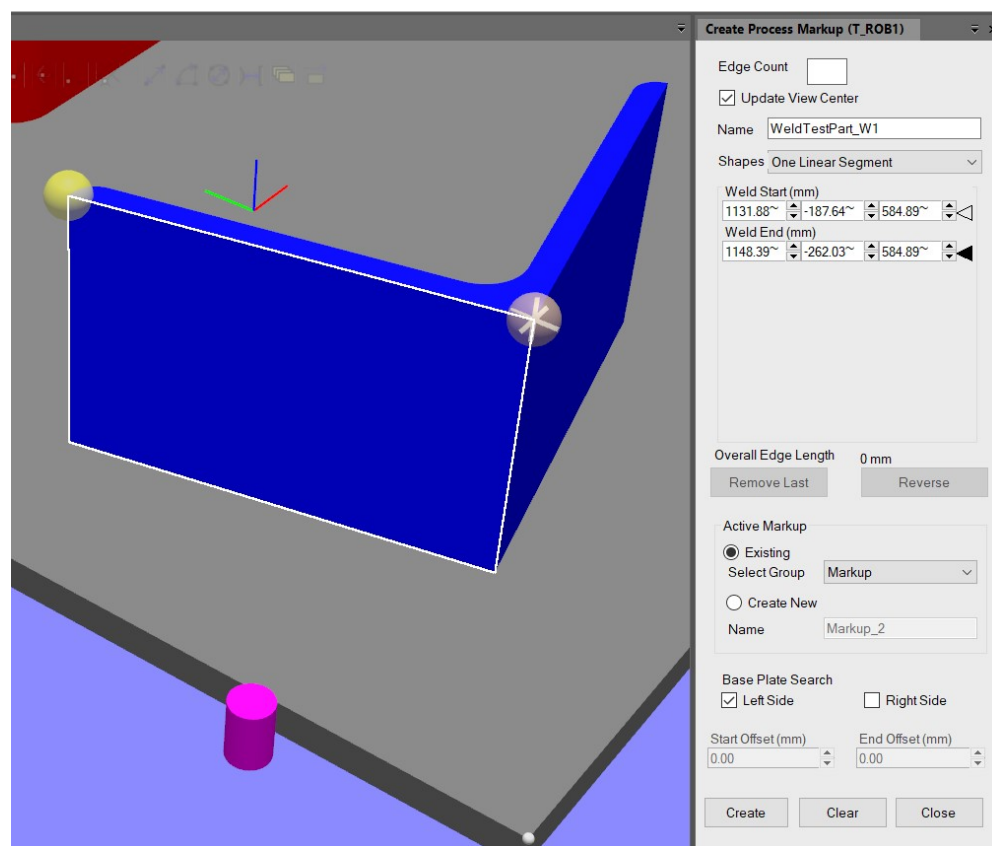 Create Process Markup (T_ROB1)
Edge Count
Update View Center
Name WeldTestPart_W1
Shapes One Linear Segment
Weld Start (mm)
1131.88~ -187.64~ 584.89~
Weld End (mm)
1148.39~ -262.03~ 584.89~
Overall Edge Length 0 mm
Remove Last Reverse
Active Markup
Existing
Select Group Markup
Create New
Name Markup_2
Base Plate Search
Left Side Right Side
Start Offset (mm) End Offset (mm)
0.00 0.00
Create Clear Close